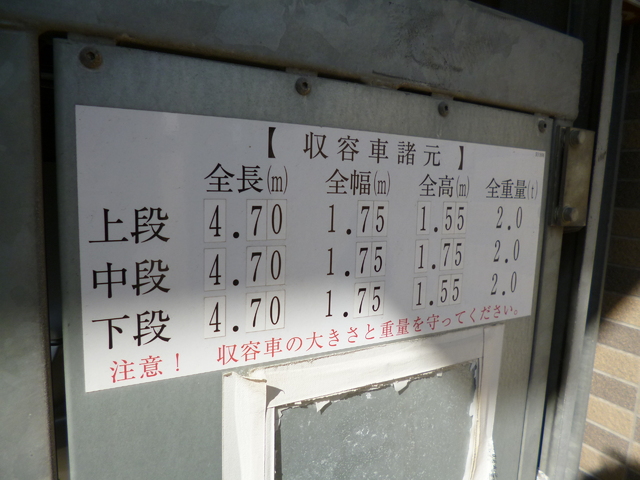 【 収容車諸元 】
全長(m) 全幅(m) 全高(m) 全重量(t)
上段 4.70 1.75 1.55 2.0
中段 4.70 1.75 1.75 2.0
下段 4.70 1.75 1.55 2.0
注意！ 収容車の大きさと重量を守ってください。